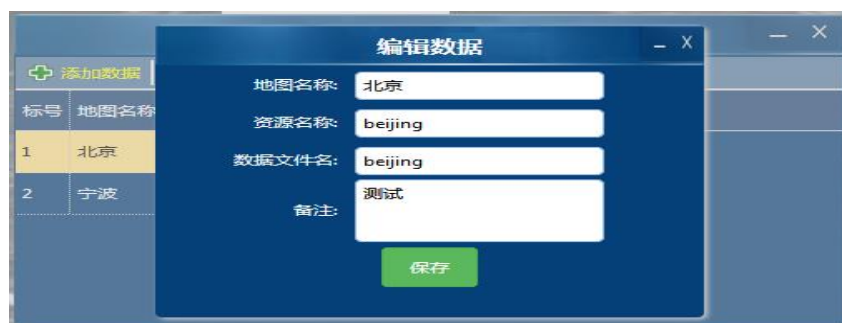 编辑数据
添加数据
标号 地图名称
1 北京
2 宁波
地图名称: 北京
资源名称: beijing
数据文件名: beijing
备注: 测试
保存